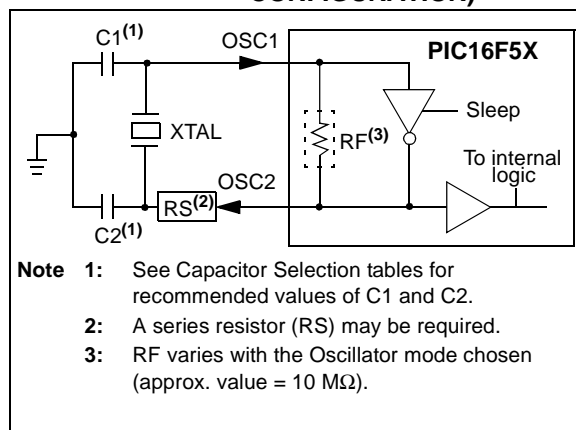 C1(1)
OSC1
PIC16F5X
Sleep
XTAL
RF(3)
To internal
logic
OSC2
RS(2)
C2(1)
Note 1: See Capacitor Selection tables for
recommended values of C1 and C2.
2: A series resistor (RS) may be required.
3: RF varies with the Oscillator mode chosen
(approx. value = 10 MΩ).